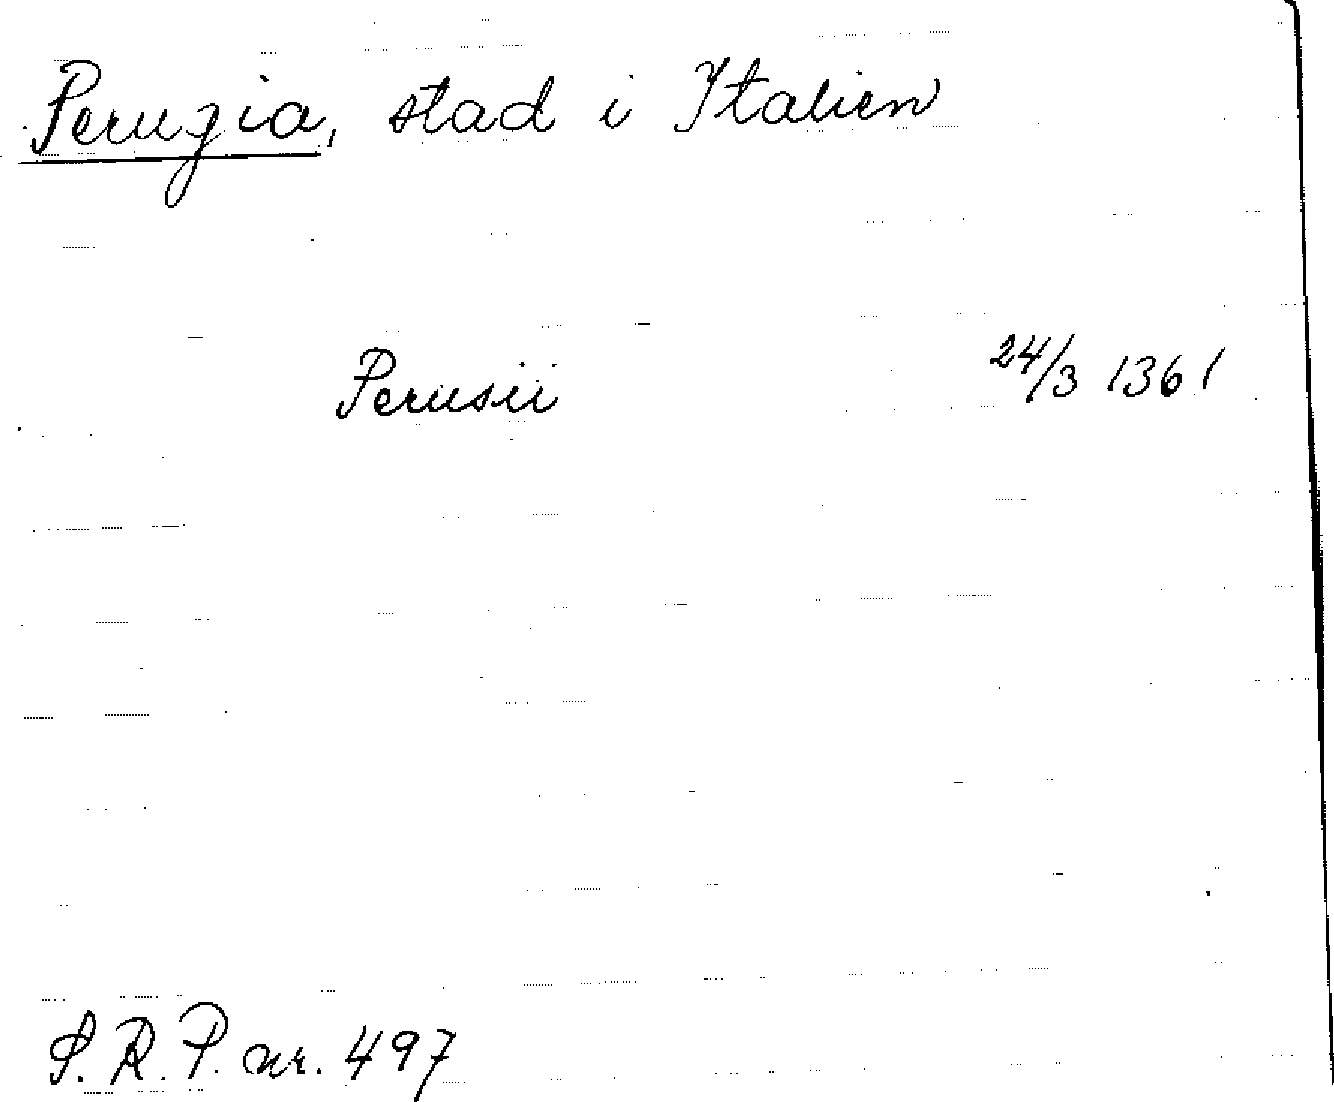 Perugia, stad i Italien
Perusii 24/3 1361
S.R.P. nr. 497